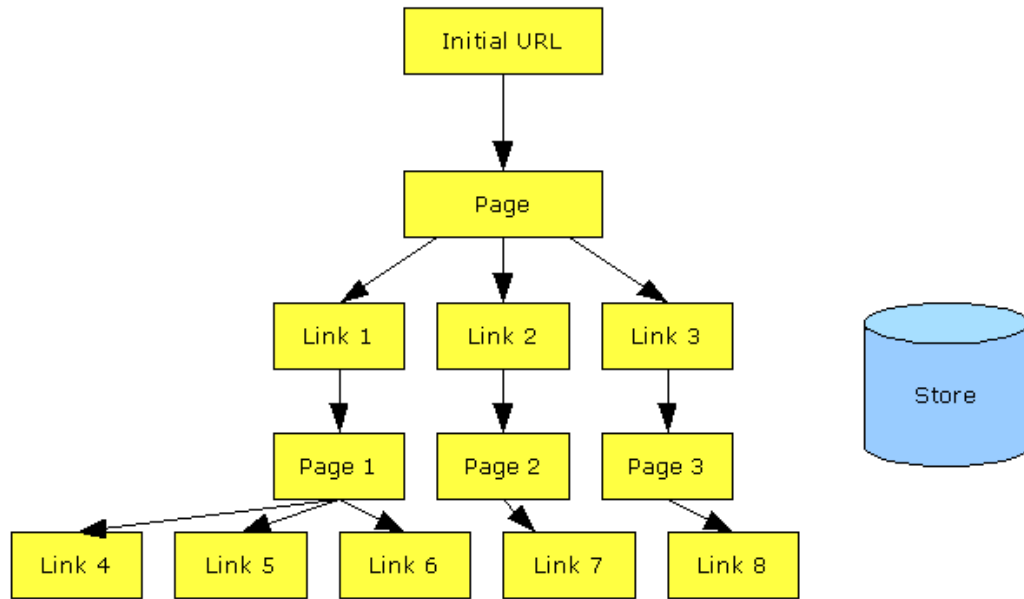 Initial URL
Page
Link 1
Link 2
Link 3
Store
Page 1
Page 2
Page 3
Link 4
Link 5
Link 6
Link 7
Link 8